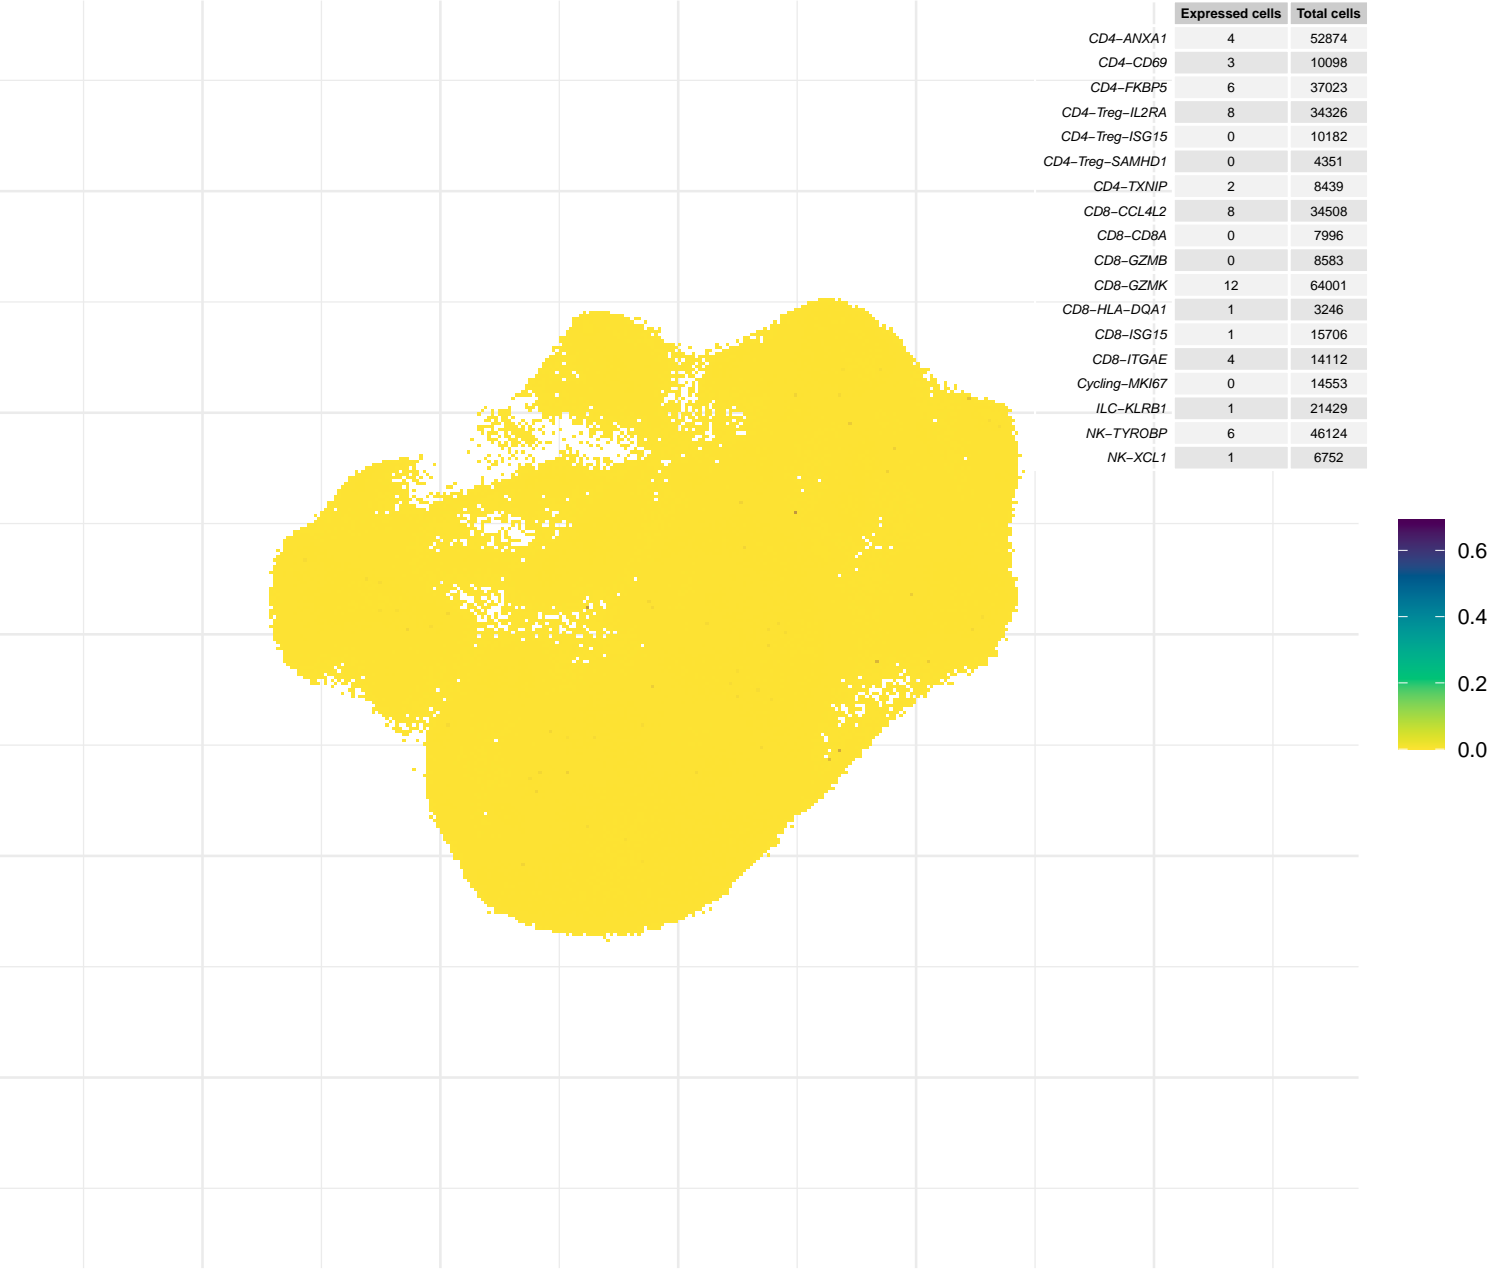 Expressed cells Total cells
CD4−ANXA1 4 52874
CD4−CD69 3 10098
CD4−FKBP5 6 37023
CD4−Treg−IL2RA 8 34326
CD4−Treg−ISG15 0 10182
CD4−Treg−SAMHD1 0 4351
CD4−TXNIP 2 8439
CD8−CCL4L2 8 34508
CD8−CD8A 0 7996
CD8−GZMB 0 8583
CD8−GZMK 12 64001
CD8−HLA−DQA1 1 3246
CD8−ISG15 1 15706
CD8−ITGAE 4 14112
Cycling−MKI67 0 14553
ILC−KLRB1 1 21429
NK−TYROBP 6 46124
NK−XCL1 1 6752
0.6
0.4
0.2
0.0